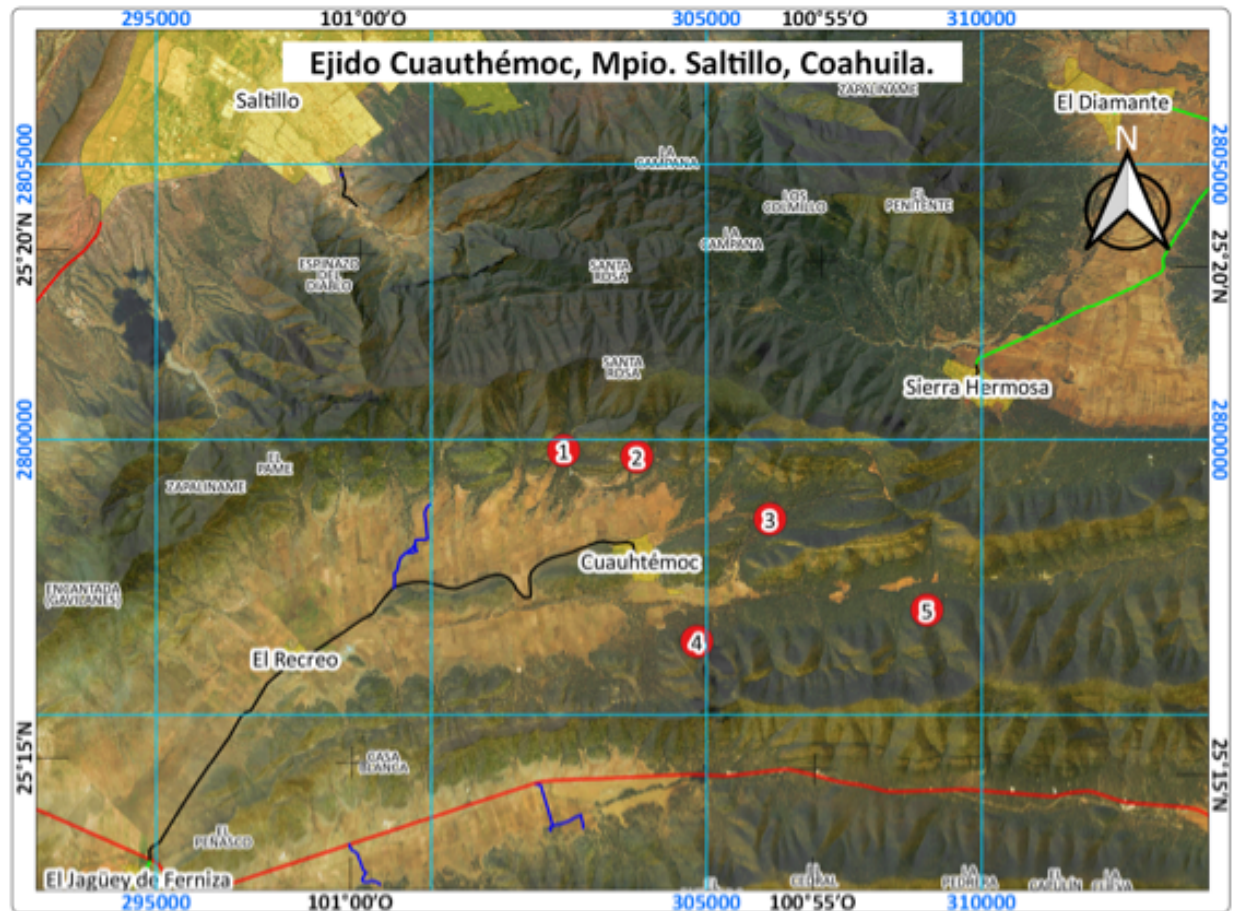 295000
101°00'O
305000
100°55'O
310000
Ejido Cuauthémoc, Mpio. Saltillo, Coahuila.
Saltillo
ZAPALINAME
El Diamante
N
2805000
2805000
LA
CAMPANA
LOS
COLMILLO
EL
PENITENTE
LA
CAMPANA
25°20'N
25°20'N
ESPINAZO
DEL
DIABLO
SANTA
ROSA
SANTA
ROSA
Sierra Hermosa
2800000
2800000
1
2
EL
PAME
ZAPALINAME
3
Cuauhtémoc
ENCANTADA
(GAVILANES)
5
4
El Recreo
25°15'N
25°15'N
CASA
BLANCA
EL
PEÑASCO
El Jagüey de Ferniza
EL
CEDRAL
LA
PEDRERA
EL
LA
295000
101°00'O
305000
100°55'O
310000